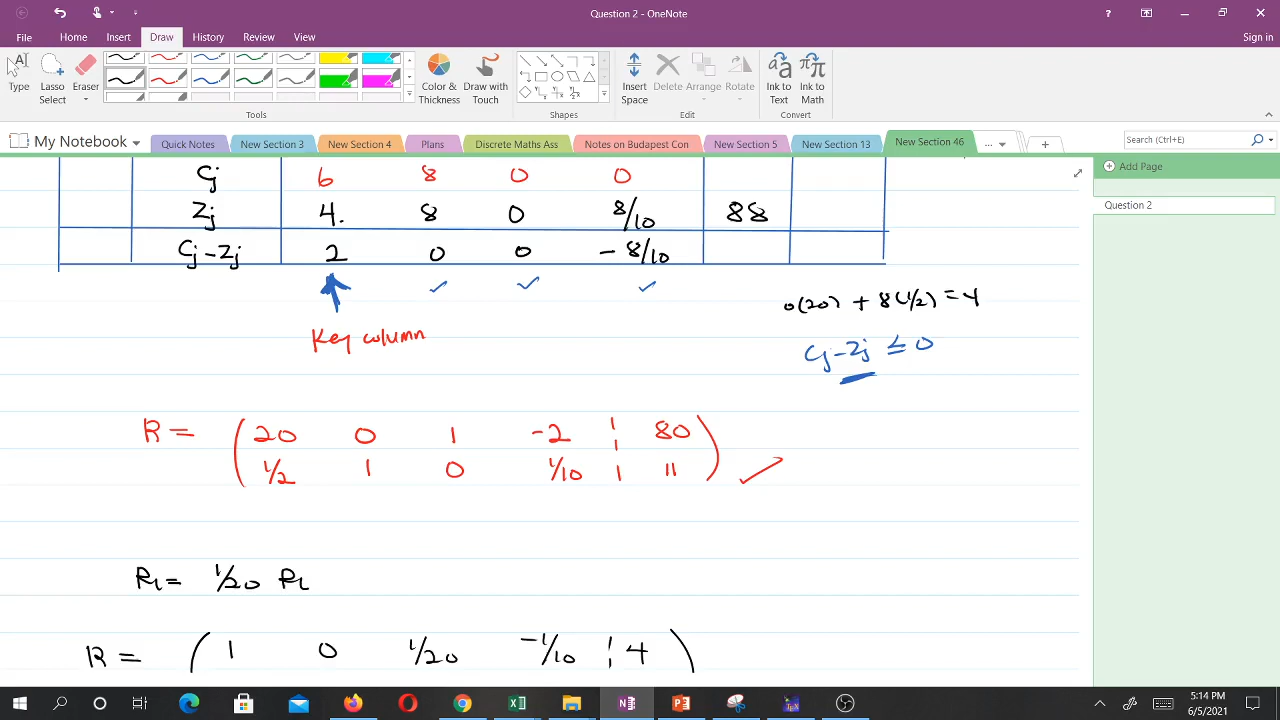 Question 2 - OneNote
Sign in
File Home Insert Draw History Review View
Type
Lasso Select
Eraser
Color & Thickness
Draw with Touch
Insert Space
Delete
Arrange
Rotate
Ink to Text
Ink to Math
Tools
Shapes
Edit
Convert
My Notebook
Quick Notes
New Section 3
New Section 4
Plans
Discrete Maths Ass
Notes on Budapest Con
New Section 5
New Section 13
New Section 46
...
Search (Ctrl+E)
Add Page
Question 2
Cj 6 8 0 0
Zj 4. 8 0 8/10 88
Cj-Zj 2 0 0 - 8/10
0(20) + 8(1/2) = 4
Key column
Cj-Zj ≤ 0
R = ( 20 0 1 -2 ¦ 80
1/2 1 0 1/10 ¦ 11 )
R1 = 1/20 R1
R = ( 1 0 1/20 -1/10 ¦ 4 )
5:14 PM
6/5/2021